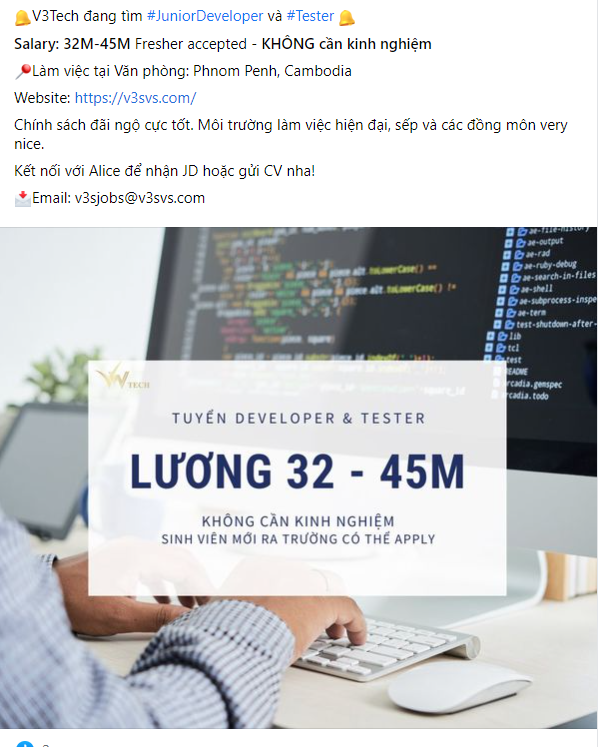 🔔V3Tech đang tìm #JuniorDeveloper và #Tester 🔔
Salary: 32M-45M Fresher accepted - KHÔNG cần kinh nghiệm
📍Làm việc tại Văn phòng: Phnom Penh, Cambodia
Website: https://v3svs.com/
Chính sách đãi ngộ cực tốt. Môi trường làm việc hiện đại, sếp và các đồng môn very
nice.
Kết nối với Alice để nhận JD hoặc gửi CV nha!
📩Email: v3sjobs@v3svs.com
ae-file-history
ae-output
ae-rad
ae-ruby-debug
ae-search-in-files
ae-shell
ae-subprocess-inspe
ae-term
test-shutdown-after-
lib
tcl
test
README
arcadia.genspec
arcadia.todo
TECH
TUYỂN DEVELOPER & TESTER
LƯƠNG 32 - 45M
KHÔNG CẦN KINH NGHIỆM
SINH VIÊN MỚI RA TRƯỜNG CÓ THỂ APPLY